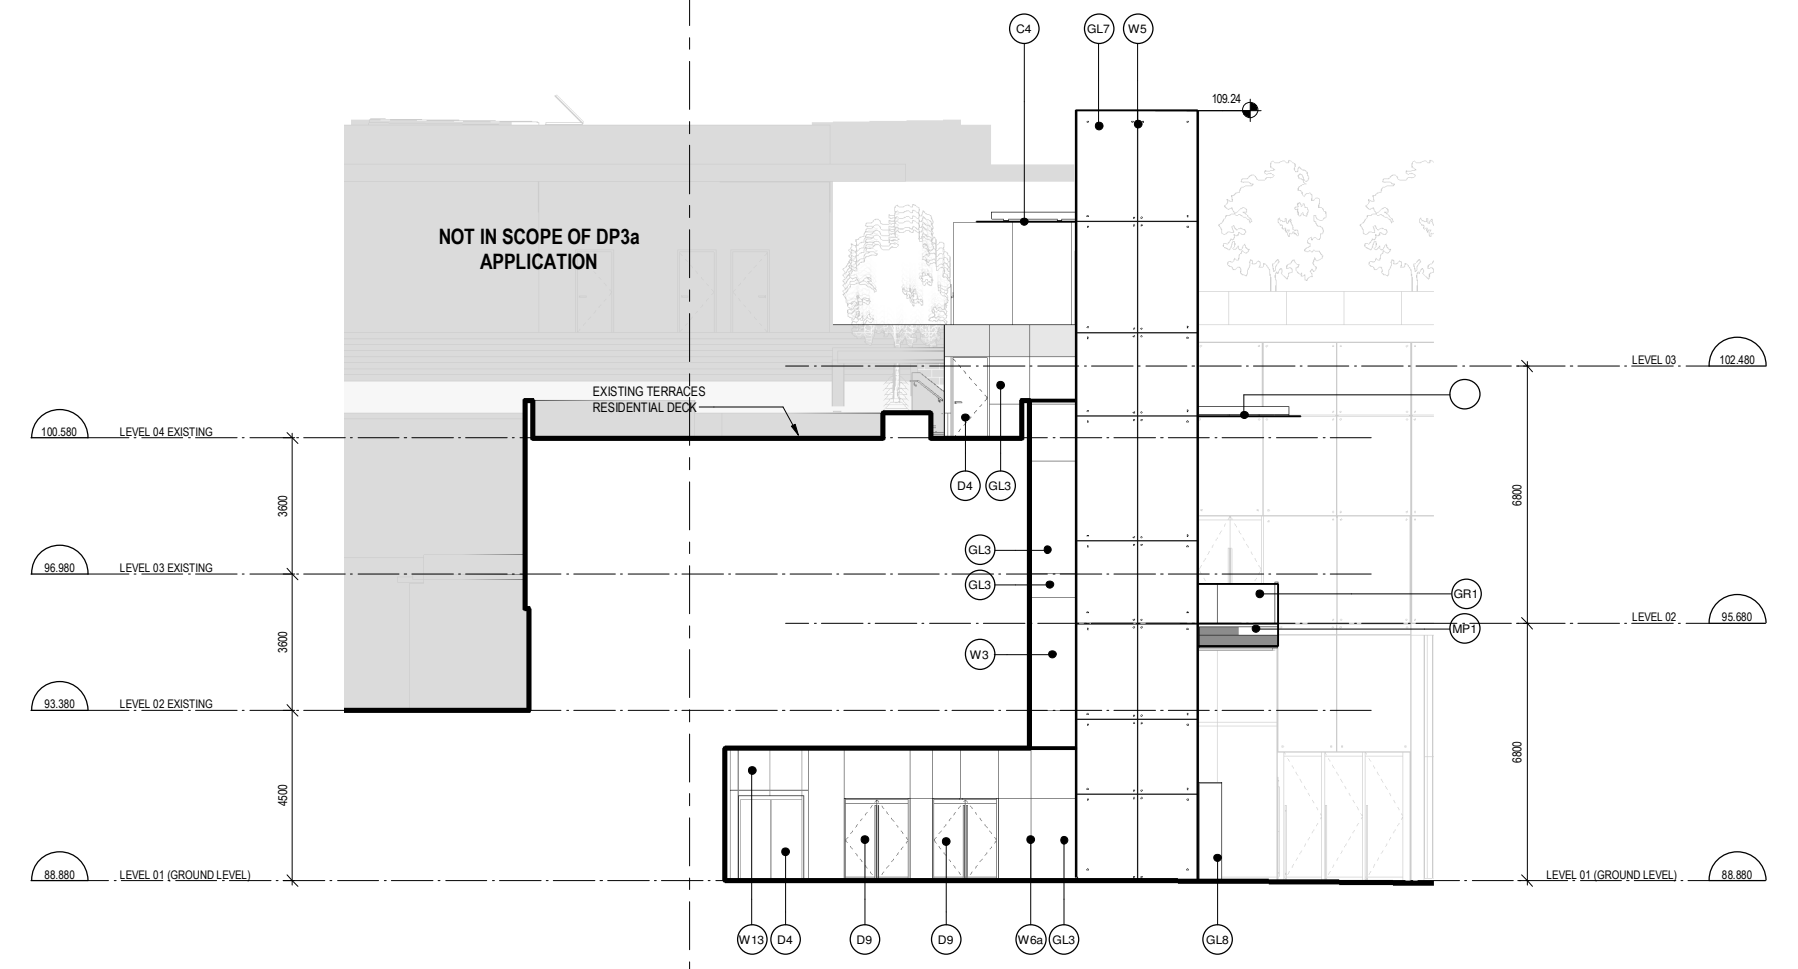 C4
GL7
W5
109.24
NOT IN SCOPE OF DP3a
APPLICATION
LEVEL 03
102.480
EXISTING TERRACES
RESIDENTIAL DECK
100.580
LEVEL 04 EXISTING
D4
GL3
3600
6800
GL3
96.980
LEVEL 03 EXISTING
GL3
GR1
LEVEL 02
95.680
MP1
3600
W3
93.380
LEVEL 02 EXISTING
6800
4500
88.880
LEVEL 01 (GROUND LEVEL)
LEVEL 01 (GROUND LEVEL)
88.880
W13
D4
D9
D9
W6a
GL3
GL8